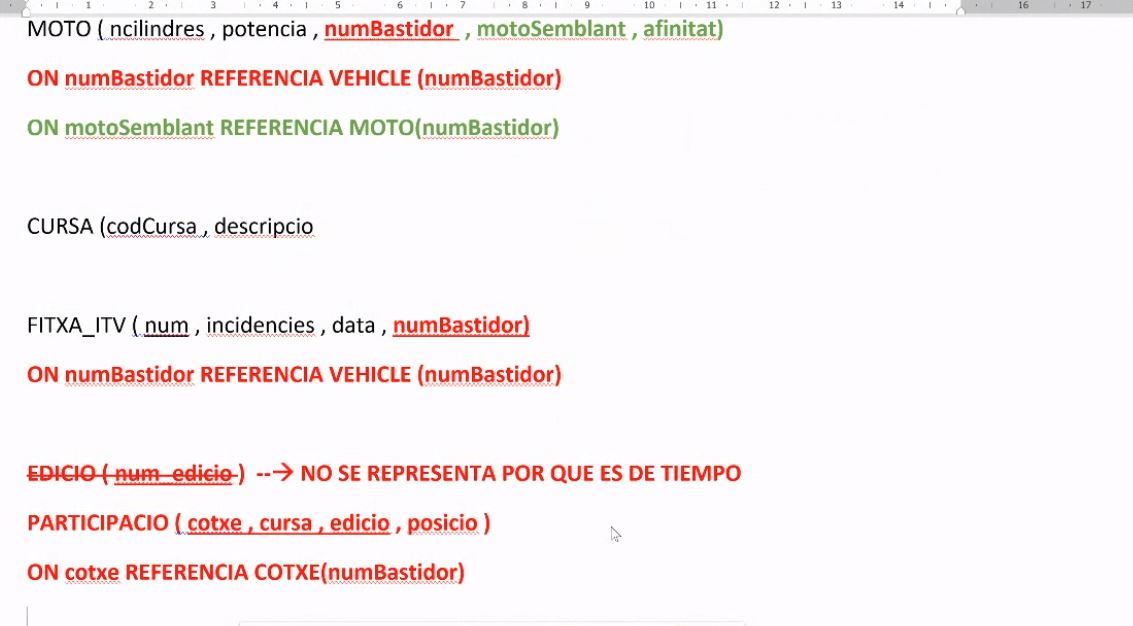 1 2 3 4 5 6 7 8 9 10 11 12 13 14 16 17
MOTO ( ncilindres , potencia , numBastidor , motoSemblant , afinitat)
ON numBastidor REFERENCIA VEHICLE (numBastidor)
ON motoSemblant REFERENCIA MOTO(numBastidor)
CURSA (codCursa , descripcio
FITXA_ITV ( num , incidencies , data , numBastidor)
ON numBastidor REFERENCIA VEHICLE (numBastidor)
EDICIO ( num_edicio ) --→ NO SE REPRESENTA POR QUE ES DE TIEMPO
PARTICIPACIO ( cotxe , cursa , edicio , posicio )
ON cotxe REFERENCIA COTXE(numBastidor)